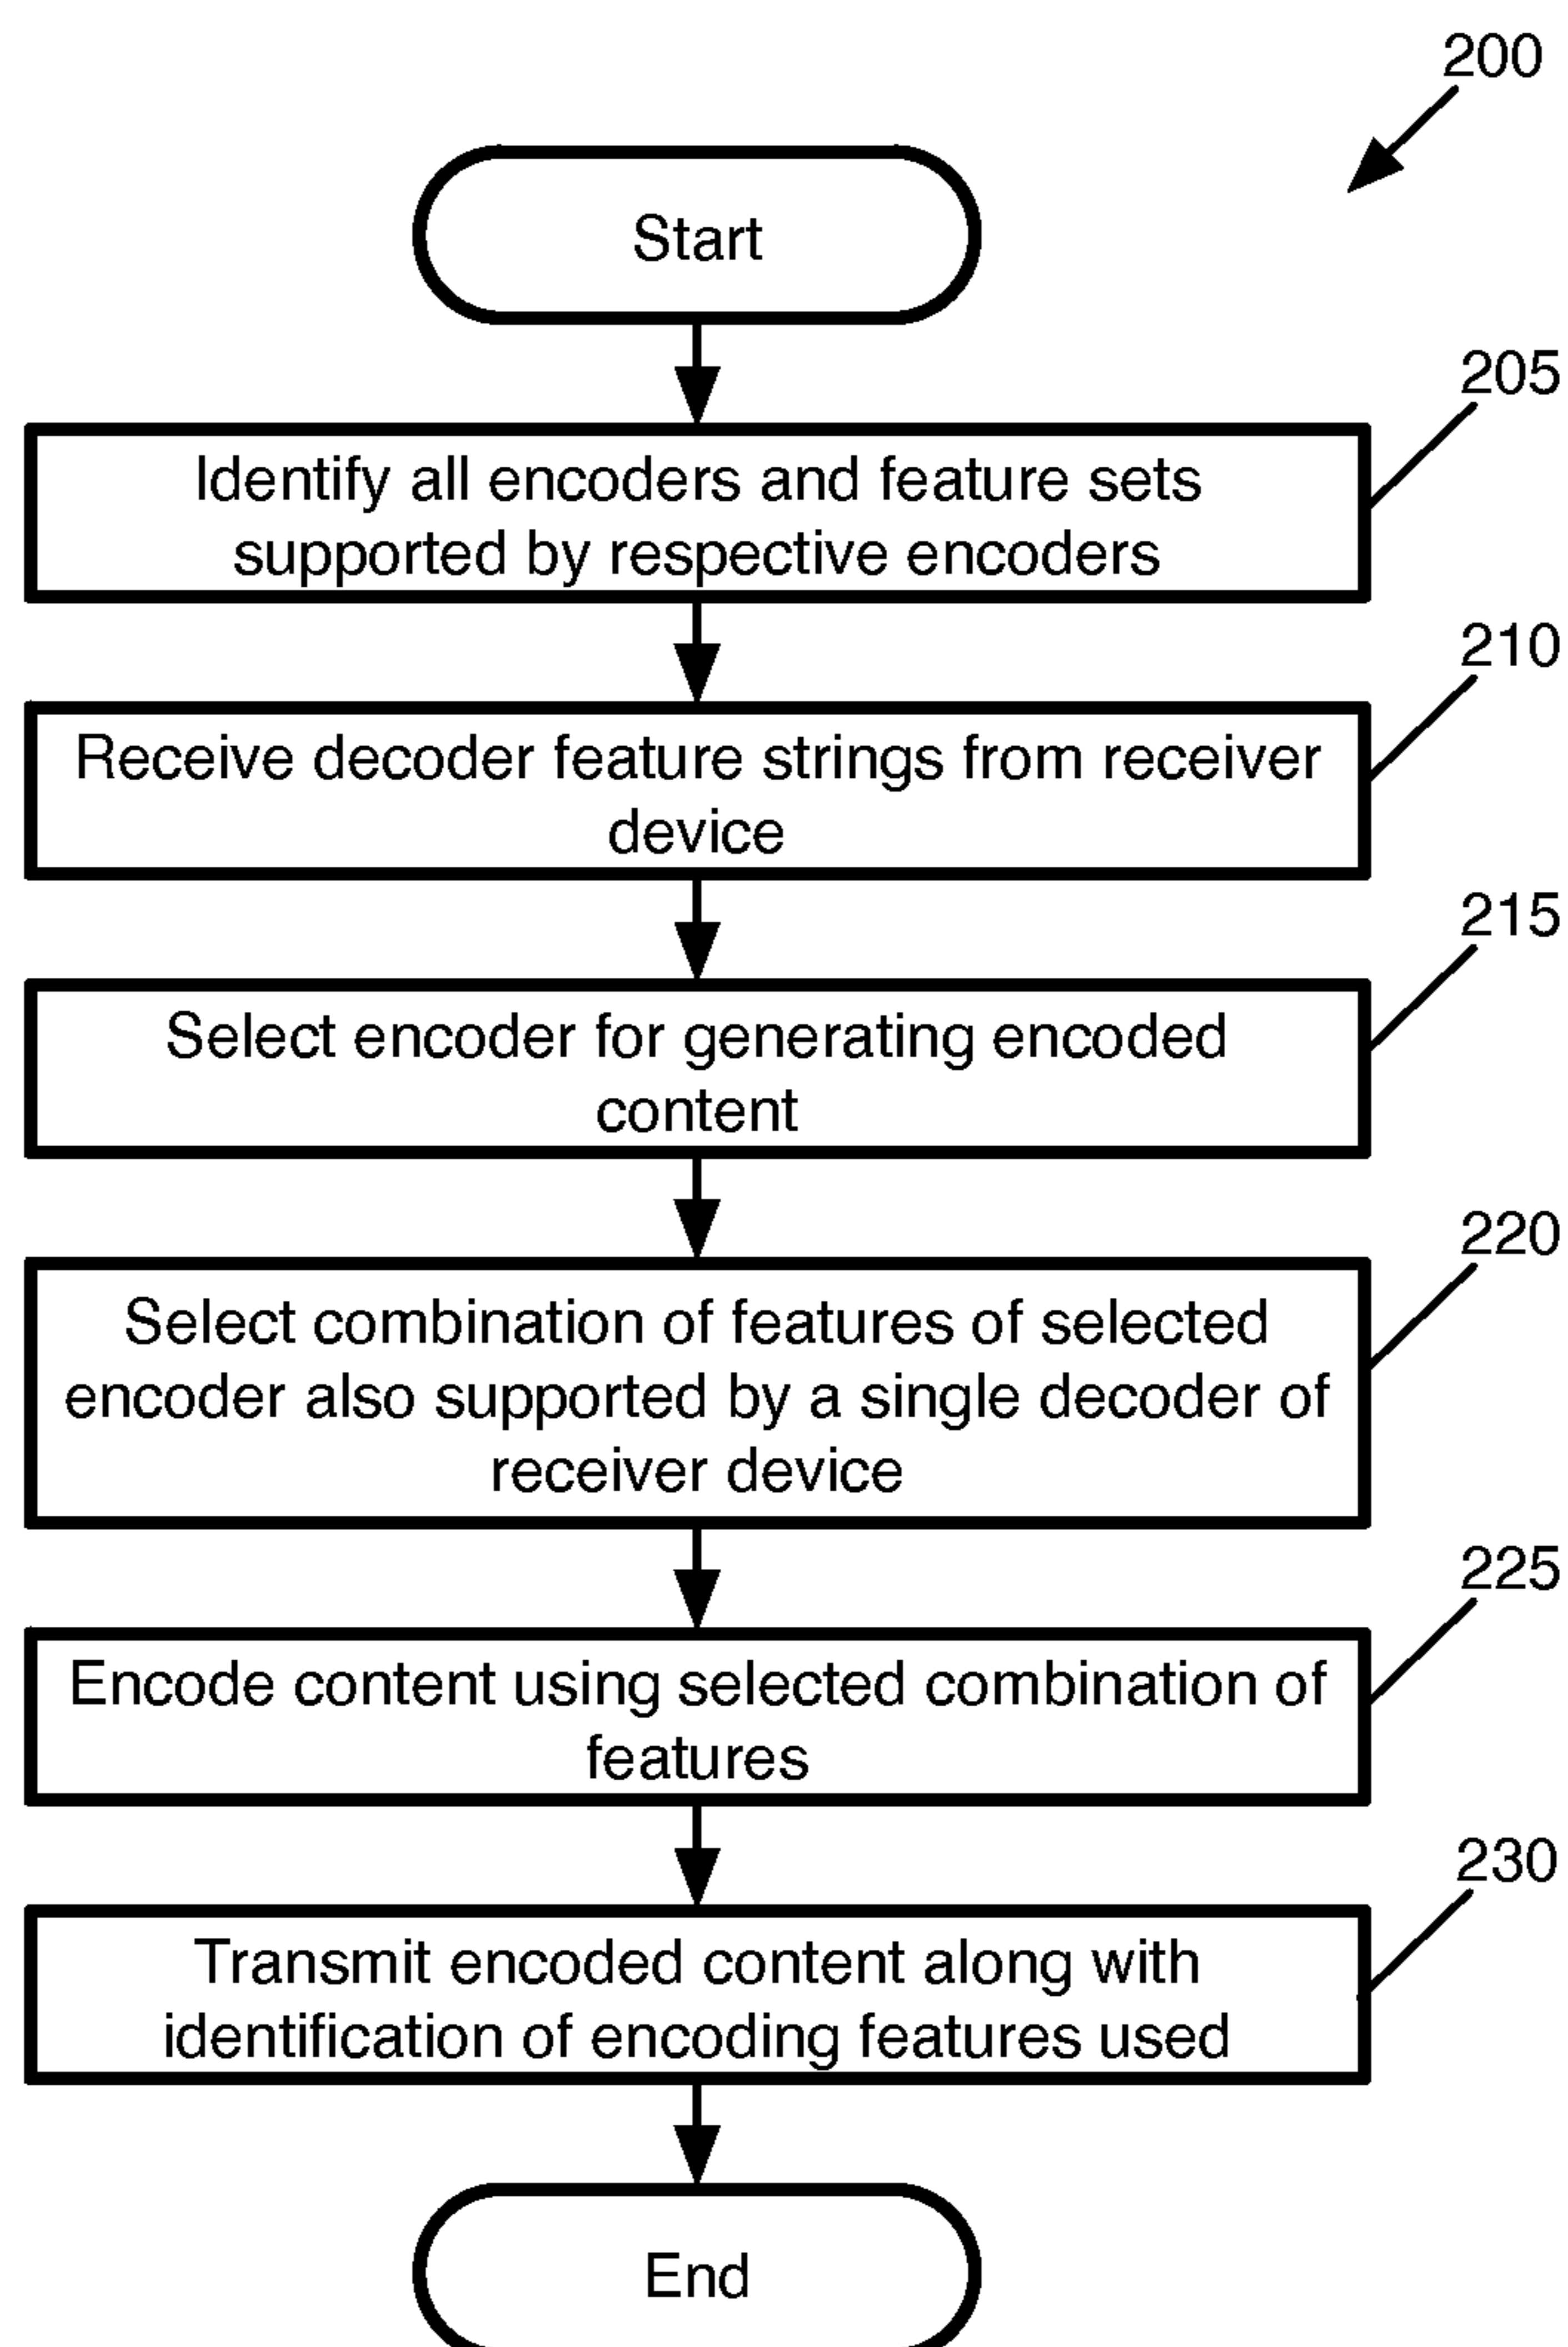 200
Start
205
Identify all encoders and feature sets
supported by respective encoders
210
Receive decoder feature strings from receiver
device
215
Select encoder for generating encoded
content
220
Select combination of features of selected
encoder also supported by a single decoder of
receiver device
225
Encode content using selected combination of
features
230
Transmit encoded content along with
identification of encoding features used
End